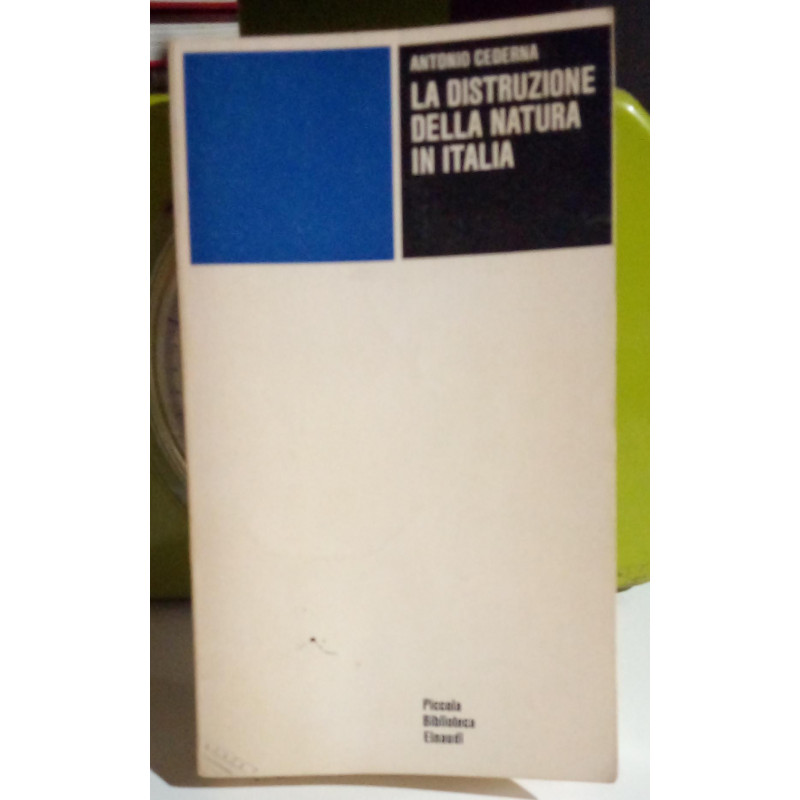 ANTONIO CEDERNA
LA DISTRUZIONE
DELLA NATURA
IN ITALIA
Piccola
Biblioteca
Einaudi